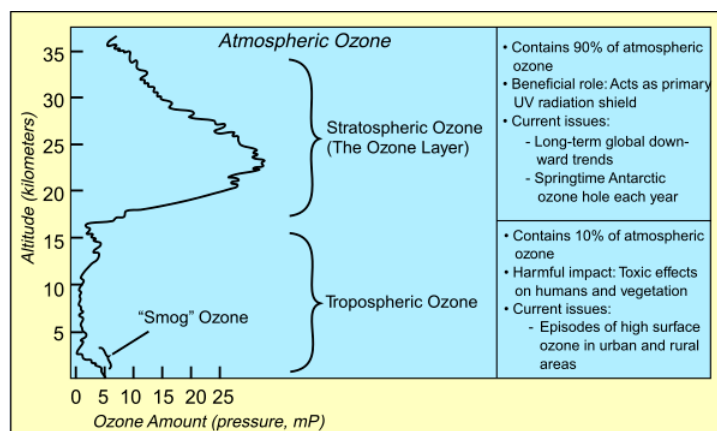 Atmospheric Ozone
35
30
25
20
15
10
5
Altitude (kilometers)
Stratospheric Ozone
(The Ozone Layer)
Tropospheric Ozone
“Smog” Ozone
0 5 10 15 20 25
Ozone Amount (pressure, mP)
• Contains 90% of atmospheric
ozone
• Beneficial role: Acts as primary
UV radiation shield
• Current issues:
- Long-term global down-
ward trends
- Springtime Antarctic
ozone hole each year
• Contains 10% of atmospheric
ozone
• Harmful impact: Toxic effects
on humans and vegetation
• Current issues:
- Episodes of high surface
ozone in urban and rural
areas